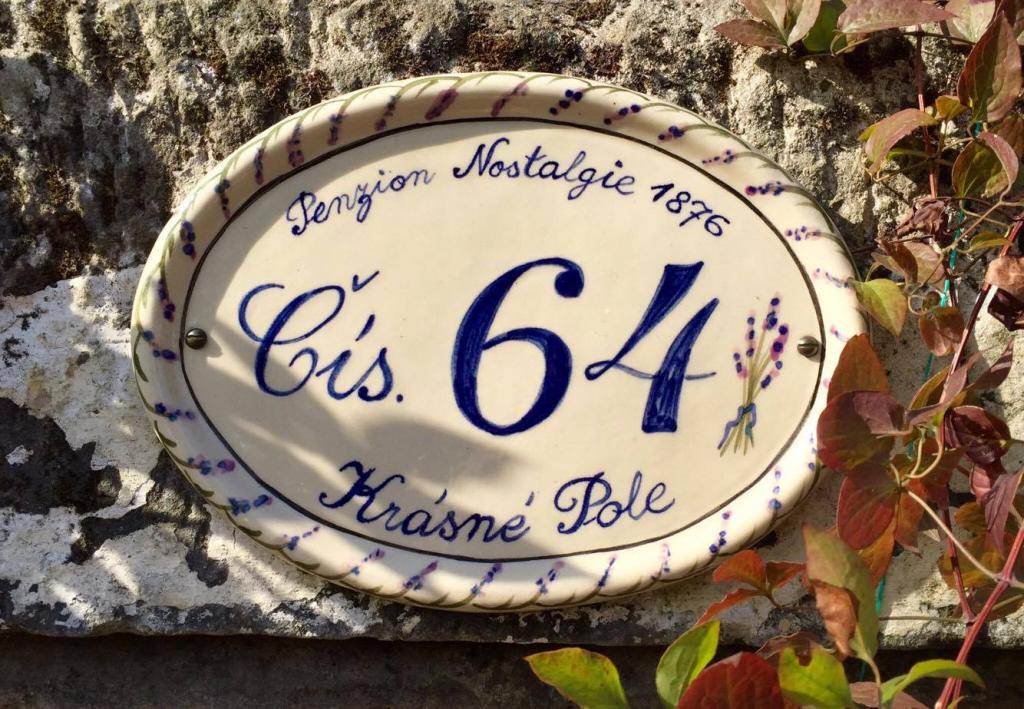 Penzion Nostalgie 1876
Čís. 64
Krásné Pole